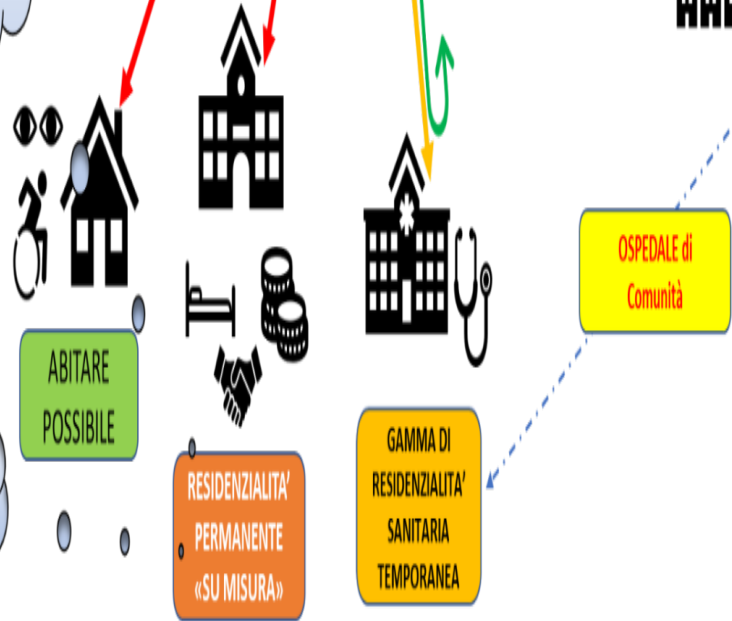 OSPEDALE di
Comunità
ABITARE
POSSIBILE
RESIDENZIALITA’
PERMANENTE
«SU MISURA»
GAMMA DI
RESIDENZIALITA’
SANITARIA
TEMPORANEA